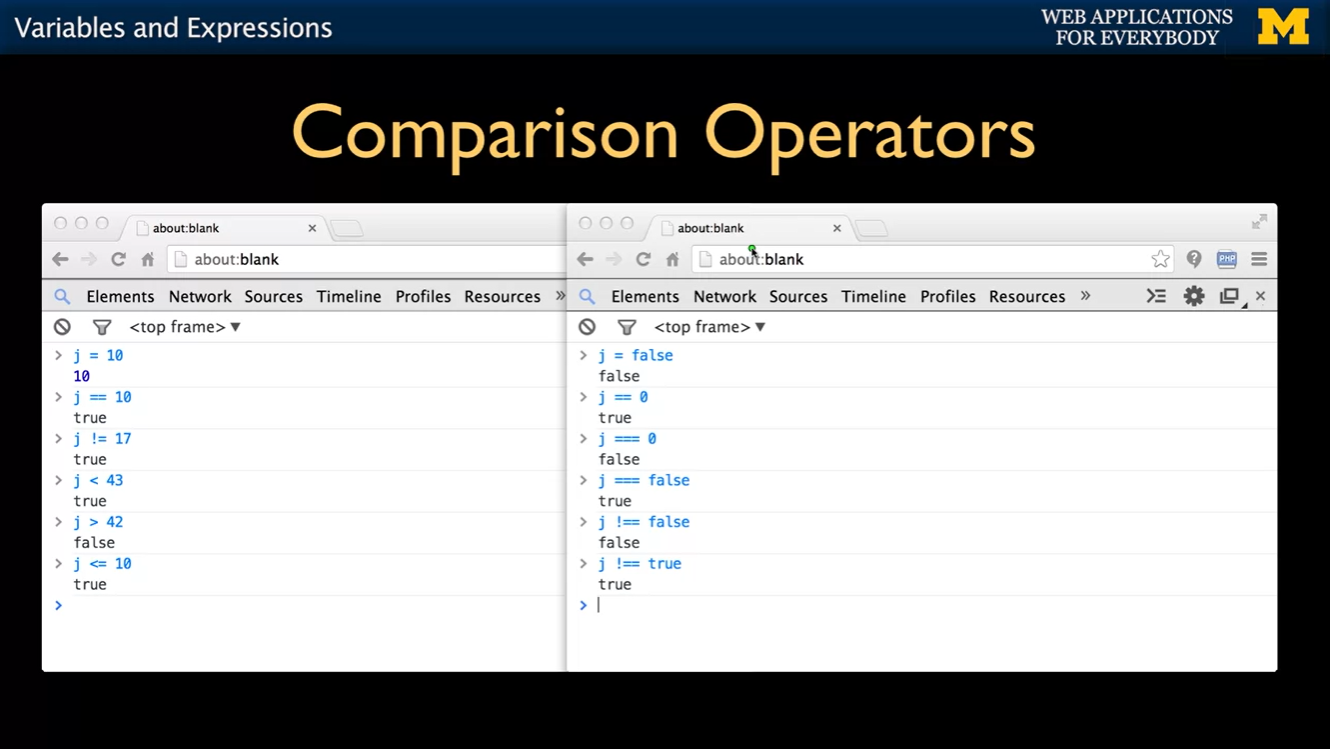 Variables and Expressions
WEB APPLICATIONS
FOR EVERYBODY
M
Comparison Operators
about:blank ×
about:blank
Elements Network Sources Timeline Profiles Resources »
<top frame> ▼
> j = 10
10
> j == 10
true
> j != 17
true
> j < 43
true
> j > 42
false
> j <= 10
true
>
about:blank ×
about:blank
PHP
Elements Network Sources Timeline Profiles Resources »
<top frame> ▼
> j = false
false
> j == 0
true
> j === 0
false
> j === false
true
> j !== false
false
> j !== true
true
>